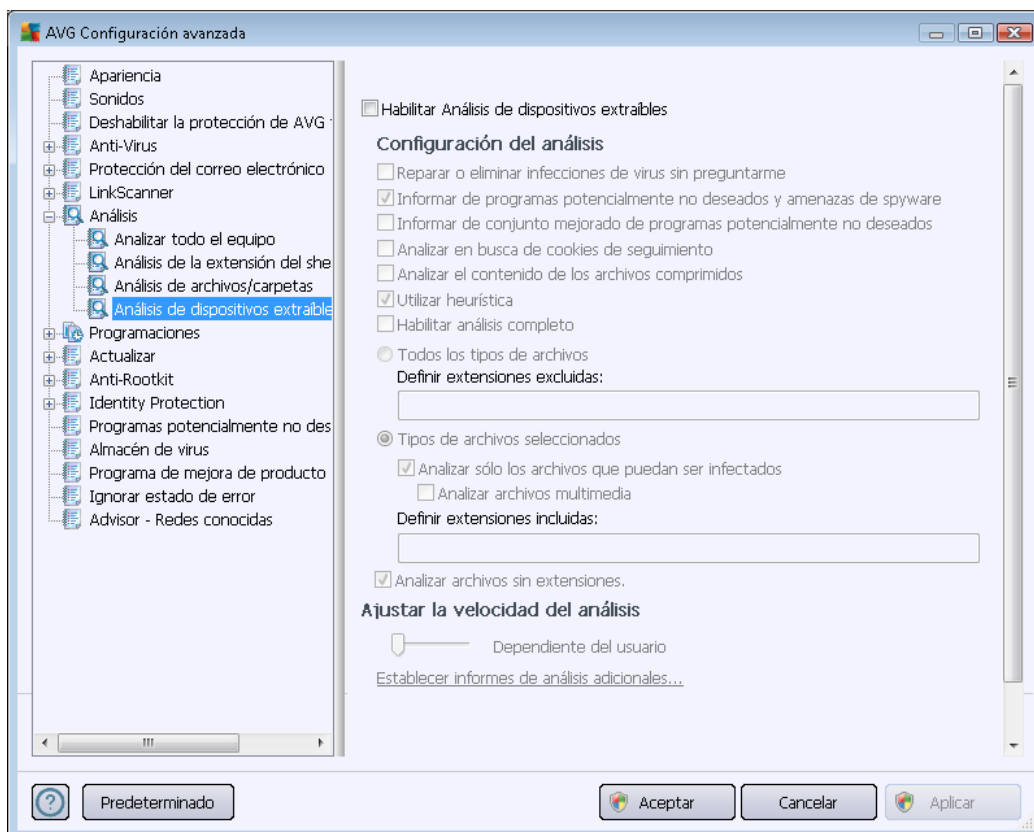 AVG Configuración avanzada
Apariencia
Sonidos
Deshabilitar la protección de AVG
Anti-Virus
Protección del correo electrónico
LinkScanner
Análisis
Analizar todo el equipo
Análisis de la extensión del she
Análisis de archivos/carpetas
Análisis de dispositivos extraíble
Programaciones
Actualizar
Anti-Rootkit
Identity Protection
Programas potencialmente no des
Almacén de virus
Programa de mejora de producto
Ignorar estado de error
Advisor - Redes conocidas
Habilitar Análisis de dispositivos extraíbles
Configuración del análisis
Reparar o eliminar infecciones de virus sin preguntarme
Informar de programas potencialmente no deseados y amenazas de spyware
Informar de conjunto mejorado de programas potencialmente no deseados
Analizar en busca de cookies de seguimiento
Analizar el contenido de los archivos comprimidos
Utilizar heurística
Habilitar análisis completo
Todos los tipos de archivos
Definir extensiones excluidas:
Tipos de archivos seleccionados
Analizar sólo los archivos que puedan ser infectados
Analizar archivos multimedia
Definir extensiones incluidas:
Analizar archivos sin extensiones.
Ajustar la velocidad del análisis
Dependiente del usuario
Establecer informes de análisis adicionales...
Predeterminado
Aceptar
Cancelar
Aplicar